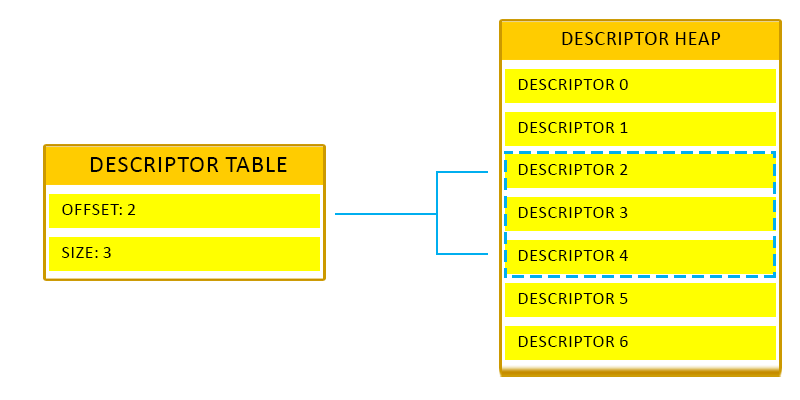 DESCRIPTOR TABLE
OFFSET: 2
SIZE: 3
DESCRIPTOR HEAP
DESCRIPTOR 0
DESCRIPTOR 1
DESCRIPTOR 2
DESCRIPTOR 3
DESCRIPTOR 4
DESCRIPTOR 5
DESCRIPTOR 6